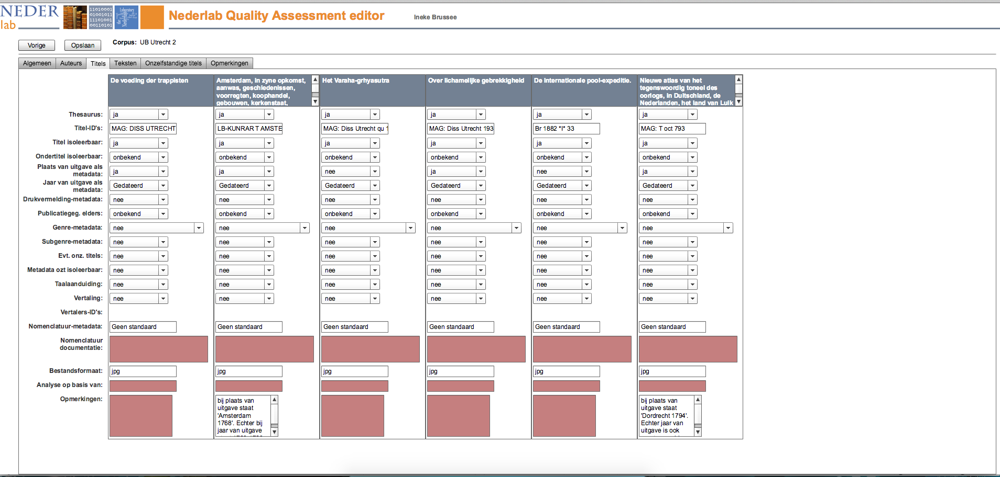 NEDER
lab
11010001
01001011
11101001
00110101
Laboratory
Nederlab Quality Assessment editor
Ineke Brussee
Vorige
Opslaan
Corpus: UB Utrecht 2
Algemeen Auteurs Titels Teksten Onzelfstandige titels Opmerkingen
De voeding der trappisten
Amsterdam, in zyne opkomst,
aanwas, geschiedenissen,
voorregten, koophandel,
gebouwen, kerkenstaat,
Het Varaha-grhyasutra
Over lichamelijke gebrekkigheid
De internationale pool-expeditie.
Nieuwe atlas van het
tegenswoordig toneel des
oorlogs, in Duitschland, de
Nederlanden, het land van Luik
Thesaurus: ja ja ja ja ja ja
Titel-ID's: MAG: DISS UTRECHT LB-KUNRAR T AMSTE MAG: Diss Utrecht qu 1 MAG: Diss Utrecht 193 Br 1882 *I* 33 MAG: T oct 793
Titel isoleerbaar: ja ja ja ja ja ja
Ondertitel isoleerbaar: onbekend onbekend onbekend onbekend onbekend onbekend
Plaats van uitgave als
metadata: ja ja nee ja nee ja
Jaar van uitgave als
metadata: Gedateerd Gedateerd Gedateerd Gedateerd Gedateerd Gedateerd
Drukvermelding-metadata: nee nee nee nee nee nee
Publicatiegeg. elders: onbekend onbekend onbekend onbekend onbekend onbekend
Genre-metadata: nee nee nee nee nee nee
Subgenre-metadata: nee nee nee nee nee nee
Evt. onz. titels: nee nee nee nee nee nee
Metadata ozt isoleerbaar: nee nee nee nee nee nee
Taalaanduiding: nee nee nee nee nee nee
Vertaling: nee nee nee nee nee nee
Vertalers-ID's:
Nomenclatuur-metadata: Geen standaard Geen standaard Geen standaard Geen standaard Geen standaard Geen standaard
Nomenclatuur
documentatie:
Bestandsformaat: jpg jpg jpg jpg jpg jpg
Analyse op basis van:
Opmerkingen:
bij plaats van
uitgave staat
'Amsterdam
1768'. Echter bij
jaar van uitgave
bij plaats van
uitgave staat
'Dordrecht 1794'.
Echter jaar van
uitgave is ook